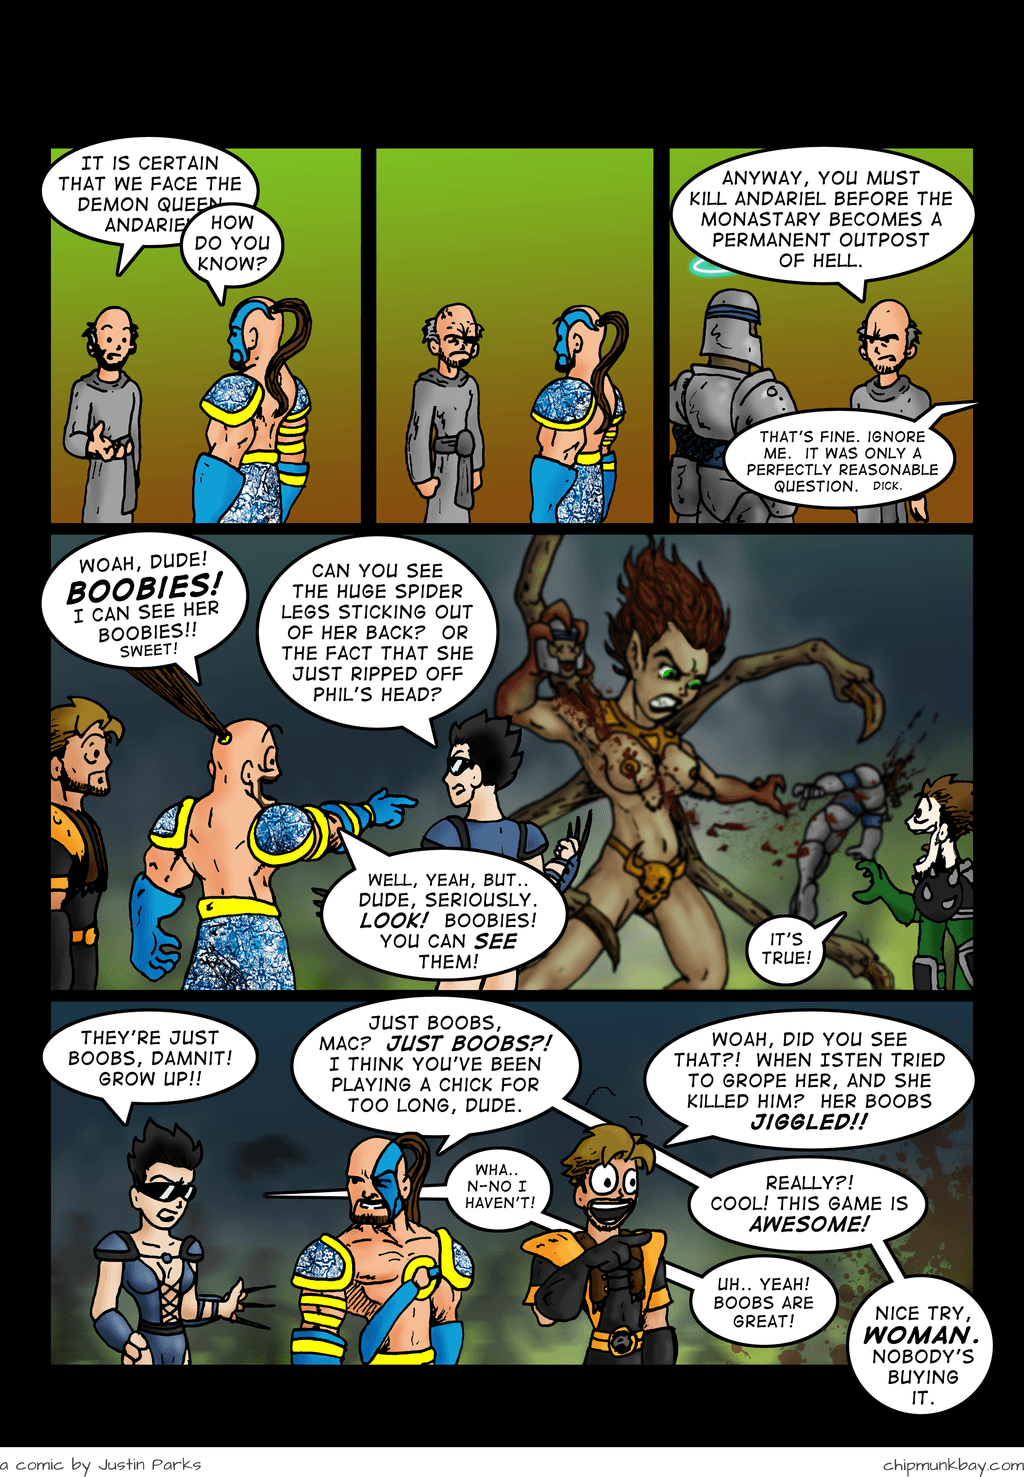 IT IS CERTAIN
THAT WE FACE THE
DEMON QUEEN
ANDARIEL
HOW
DO YOU
KNOW?
ANYWAY, YOU MUST
KILL ANDARIEL BEFORE THE
MONASTARY BECOMES A
PERMANENT OUTPOST
OF HELL.
THAT'S FINE. IGNORE
ME. IT WAS ONLY A
PERFECTLY REASONABLE
QUESTION. DICK.
WOAH, DUDE!
BOOBIES!
I CAN SEE HER
BOOBIES!!
SWEET!
CAN YOU SEE
THE HUGE SPIDER
LEGS STICKING OUT
OF HER BACK? OR
THE FACT THAT SHE
JUST RIPPED OFF
PHIL'S HEAD?
WELL, YEAH, BUT..
DUDE, SERIOUSLY.
LOOK! BOOBIES!
YOU CAN SEE
THEM!
IT'S
TRUE!
THEY'RE JUST
BOOBS, DAMNIT!
GROW UP!!
JUST BOOBS,
MAC? JUST BOOBS?!
I THINK YOU'VE BEEN
PLAYING A CHICK FOR
TOO LONG, DUDE.
WHA..
N-NO I
HAVEN'T!
WOAH, DID YOU SEE
THAT?! WHEN ISTEN TRIED
TO GROPE HER, AND SHE
KILLED HIM? HER BOOBS
JIGGLED!!
REALLY?!
COOL! THIS GAME IS
AWESOME!
UH.. YEAH!
BOOBS ARE
GREAT!
NICE TRY,
WOMAN.
NOBODY'S
BUYING
IT.
a comic by Justin Parks
chipmunkbay.com